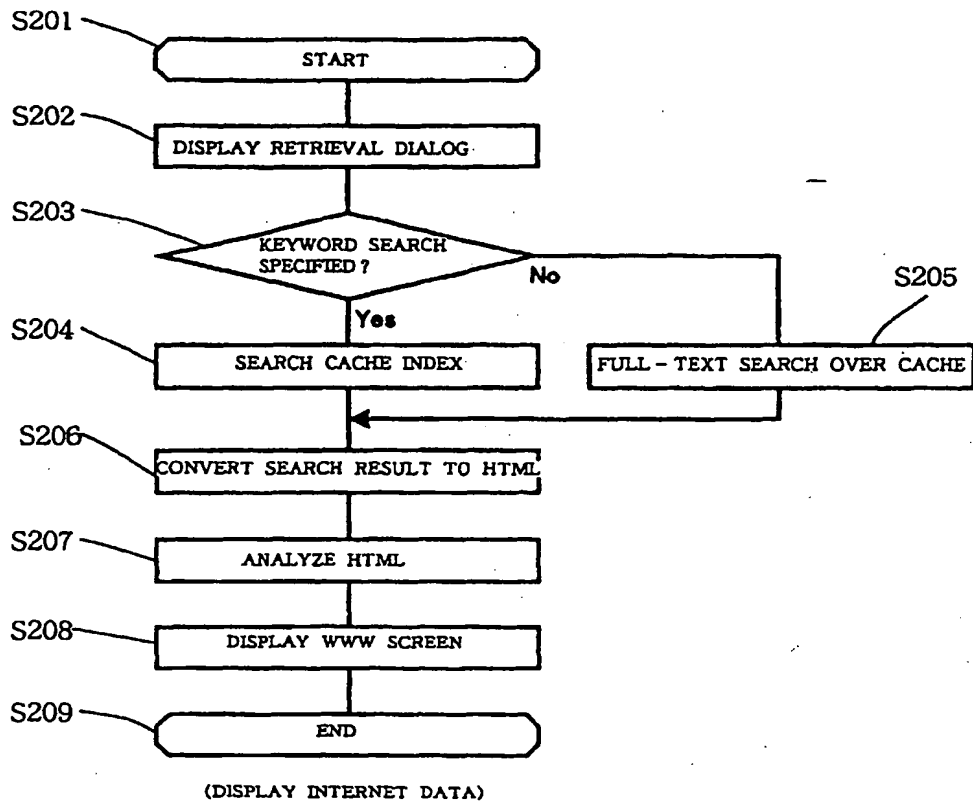 S201
START
S202
DISPLAY RETRIEVAL DIALOG
S203
KEYWORD SEARCH
SPECIFIED?
No
S205
Yes
S204
SEARCH CACHE INDEX
FULL-TEXT SEARCH OVER CACHE
S206
CONVERT SEARCH RESULT TO HTML
S207
ANALYZE HTML
S208
DISPLAY WWW SCREEN
S209
END
(DISPLAY INTERNET DATA)